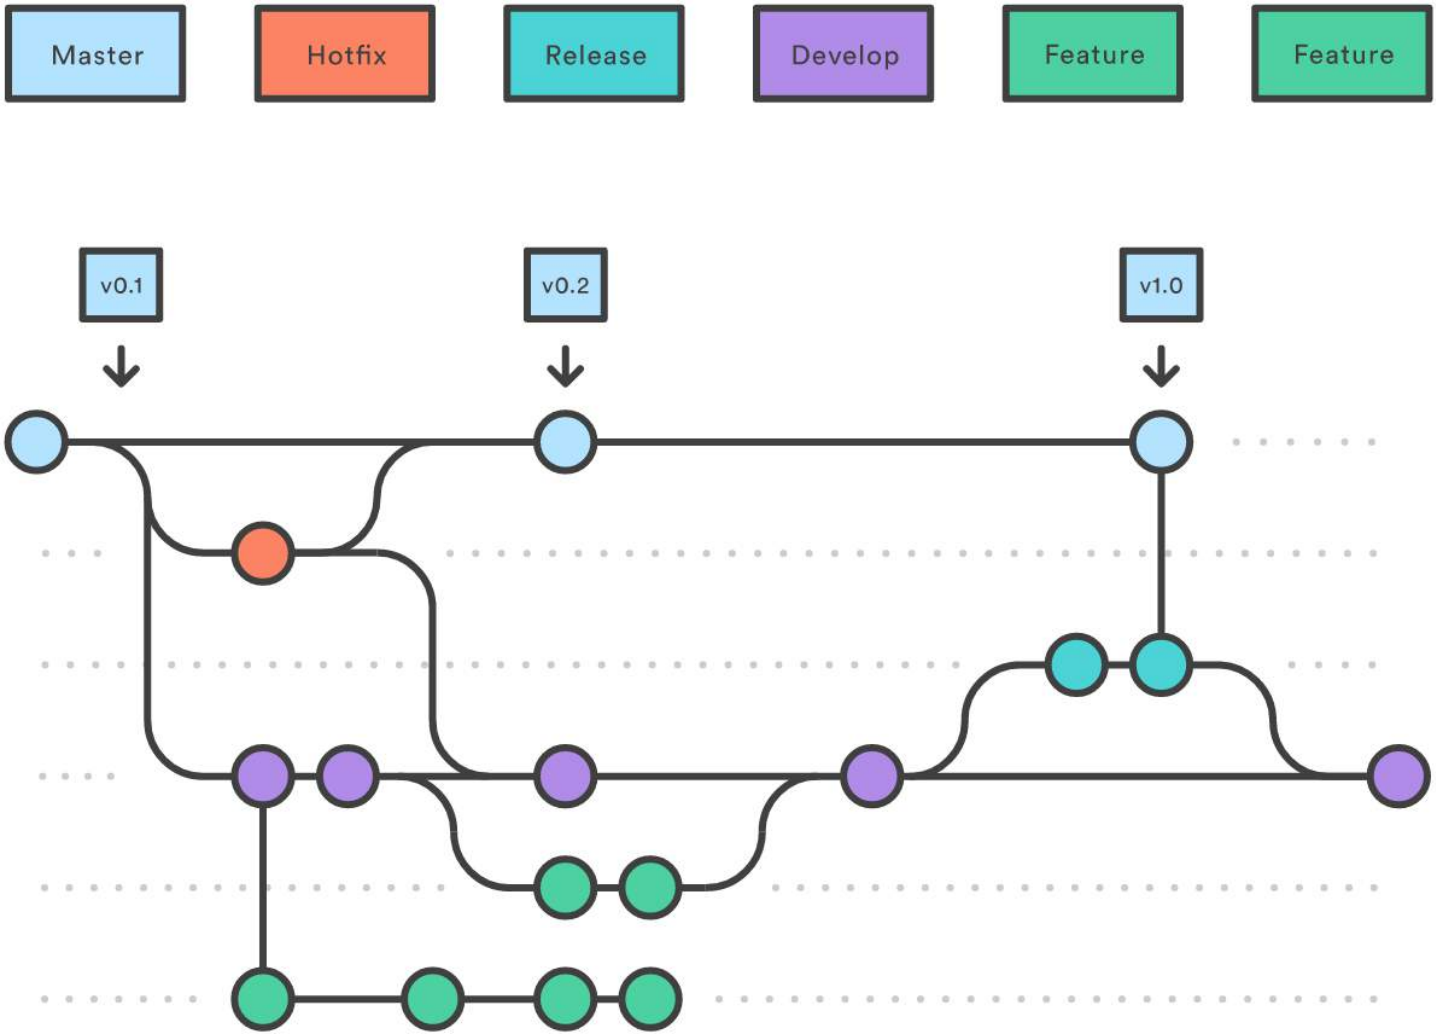 Master
Hotfix
Release
Develop
Feature
Feature
v0.1
v0.2
v1.0